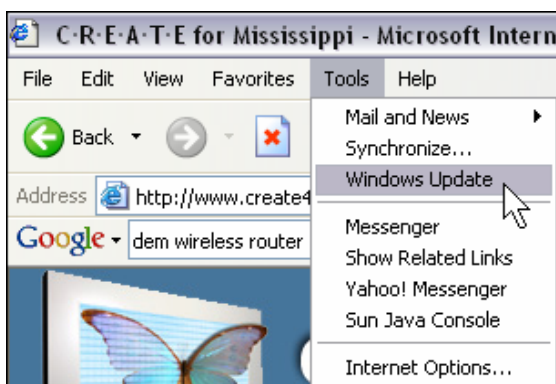 C·R·E·A·T·E for Mississippi - Microsoft Intern
File Edit View Favorites Tools Help
Mail and News
Back
Synchronize...
Windows Update
Address http://www.create4
Messenger
Google dem wireless router
Show Related Links
Yahoo! Messenger
Sun Java Console
Internet Options...